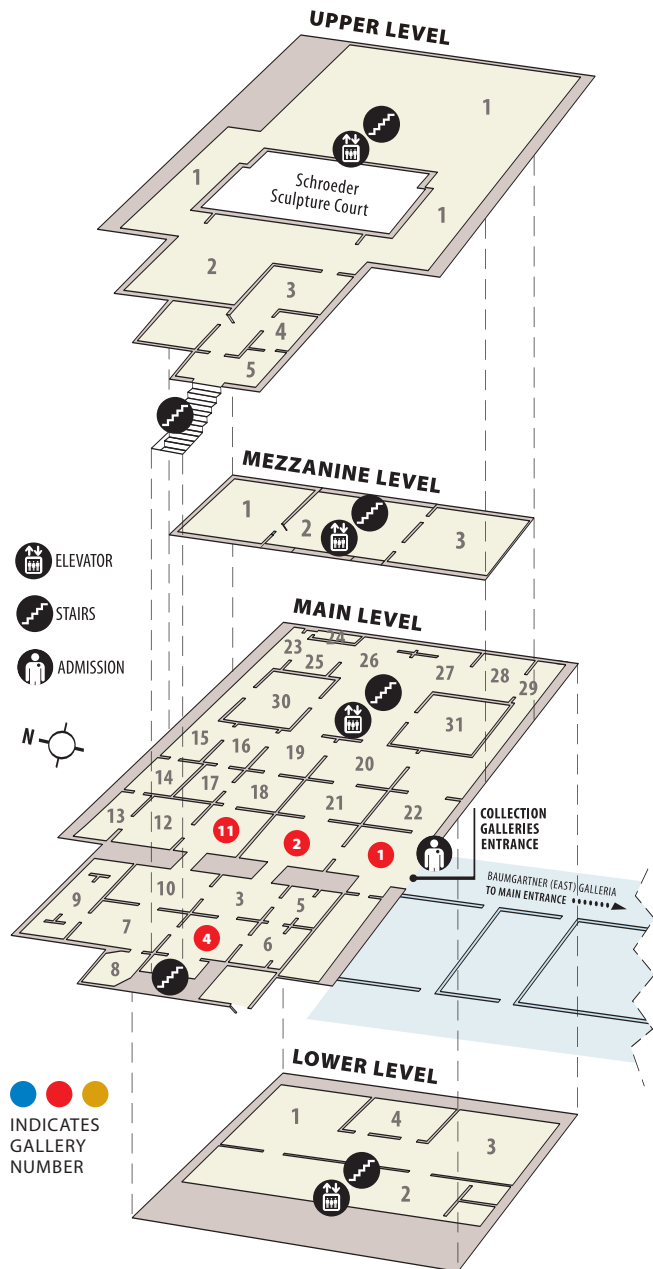 UPPER LEVEL
1
1
Schroeder
Sculpture Court
1
2
3
4
5
MEZZANINE LEVEL
1
2
3
ELEVATOR
STAIRS
ADMISSION
N
MAIN LEVEL
24
23
25
26
27
28
29
30
31
15
16
19
20
14
17
18
21
22
13
12
11
2
1
COLLECTION
GALLERIES
ENTRANCE
BAUMGARTNER (EAST) GALLERIA
TO MAIN ENTRANCE
9
10
3
5
7
4
6
8
LOWER LEVEL
1
4
3
2
INDICATES
GALLERY
NUMBER